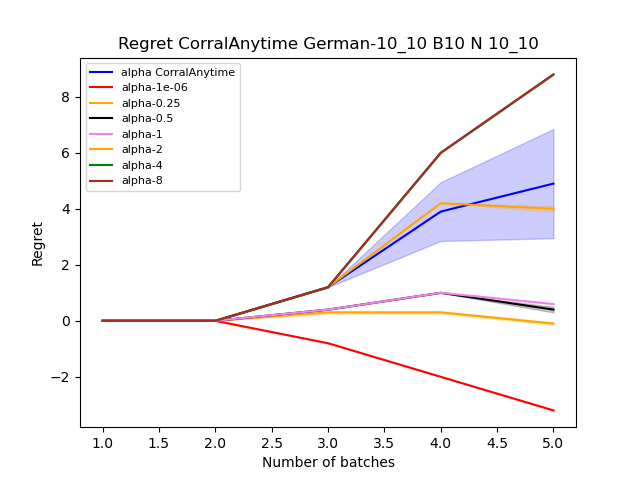 Regret CorralAnytime German-10_10 B10 N 10_10
alpha CorralAnytime
alpha-1e-06
alpha-0.25
alpha-0.5
alpha-1
alpha-2
alpha-4
alpha-8
8
6
4
2
0
−2
Regret
1.0 1.5 2.0 2.5 3.0 3.5 4.0 4.5 5.0
Number of batches